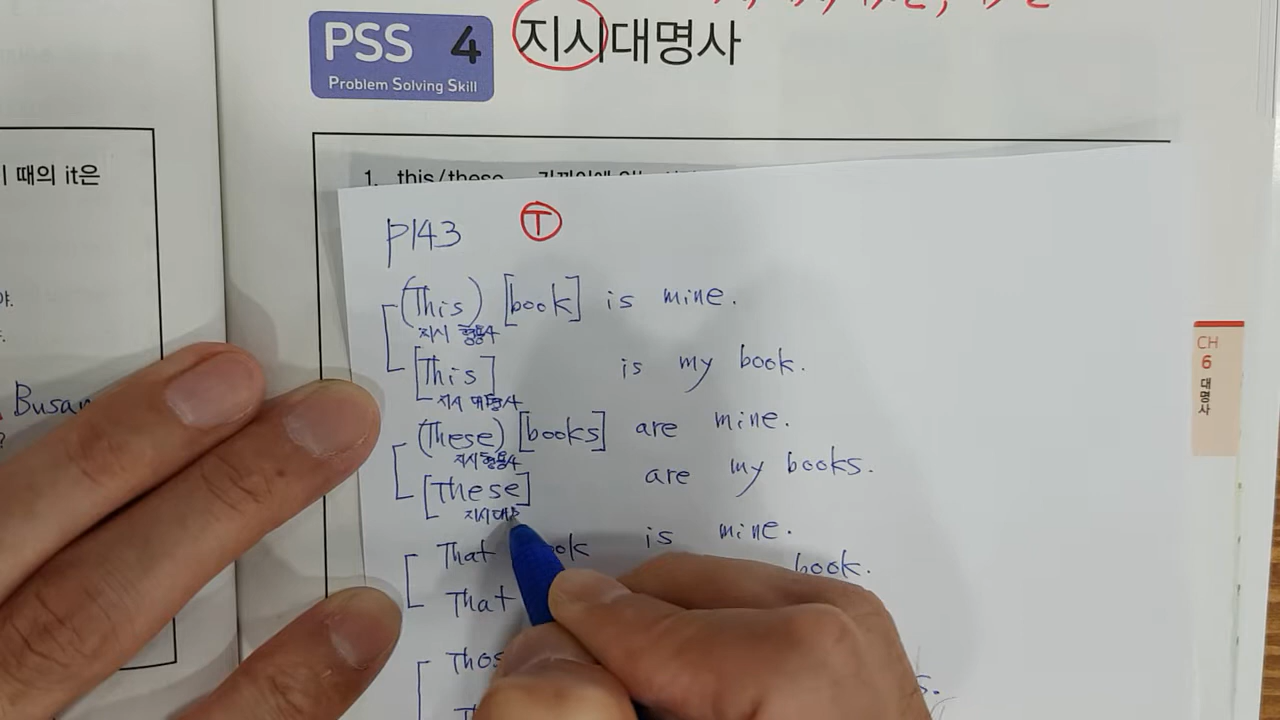 PSS 4 지시대명사
Problem Solving Skill
때의 it은
1. this/these
P143 T
(This) [book] is mine.
지시 형용사
[This] is my book.
지시 대명사
(These) [books] are mine.
지시형용사
[These] are my books.
지시대
That is mine.
That book.
Busan
CH
6
대명사